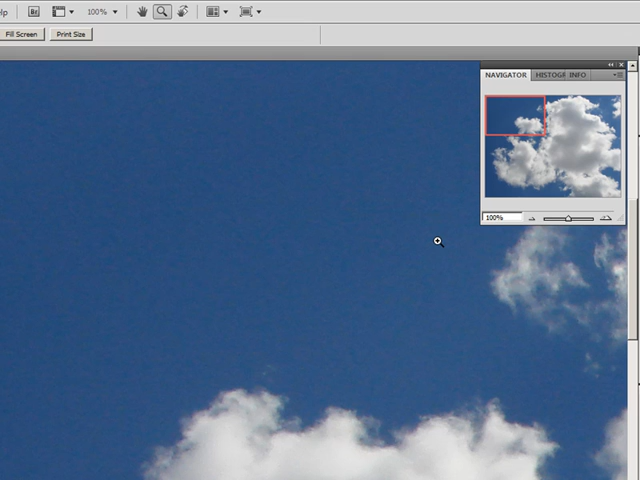 lp Br 100%
Fill Screen Print Size
NAVIGATOR HISTOGR INFO
100%